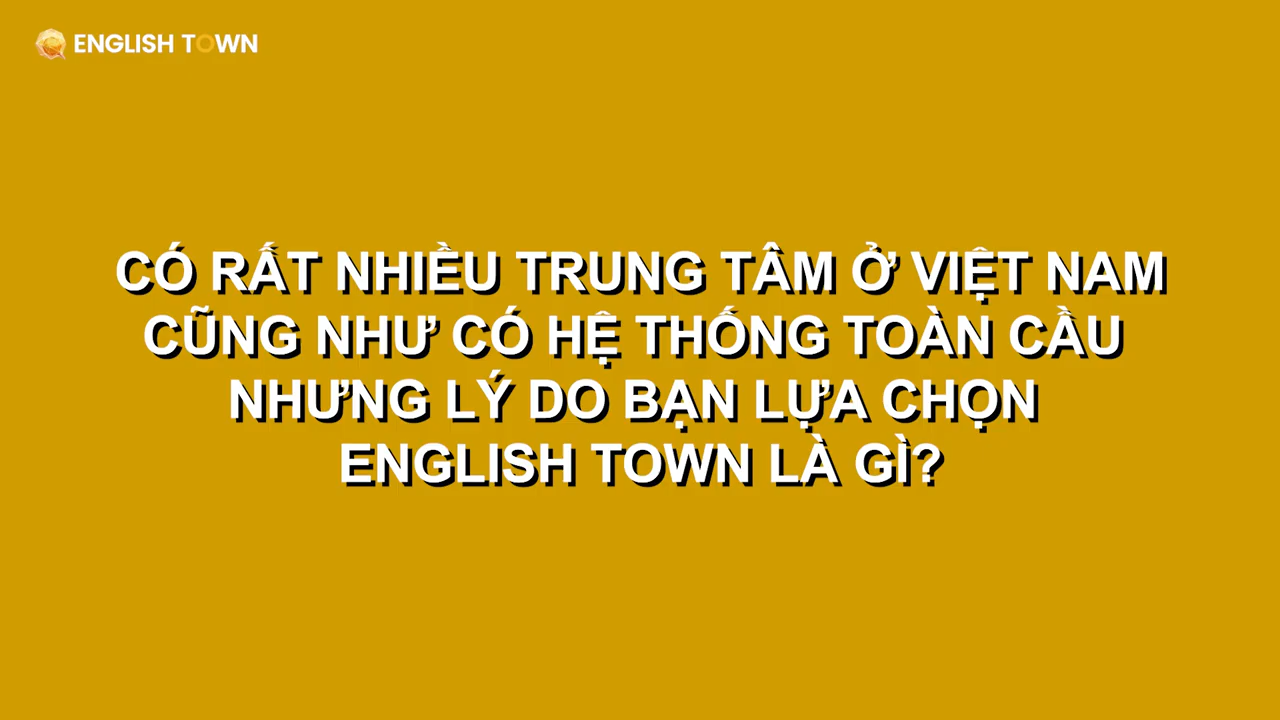 ENGLISH TOWN
CÓ RẤT NHIỀU TRUNG TÂM Ở VIỆT NAM
CŨNG NHƯ CÓ HỆ THỐNG TOÀN CẦU
NHƯNG LÝ DO BẠN LỰA CHỌN
ENGLISH TOWN LÀ GÌ?